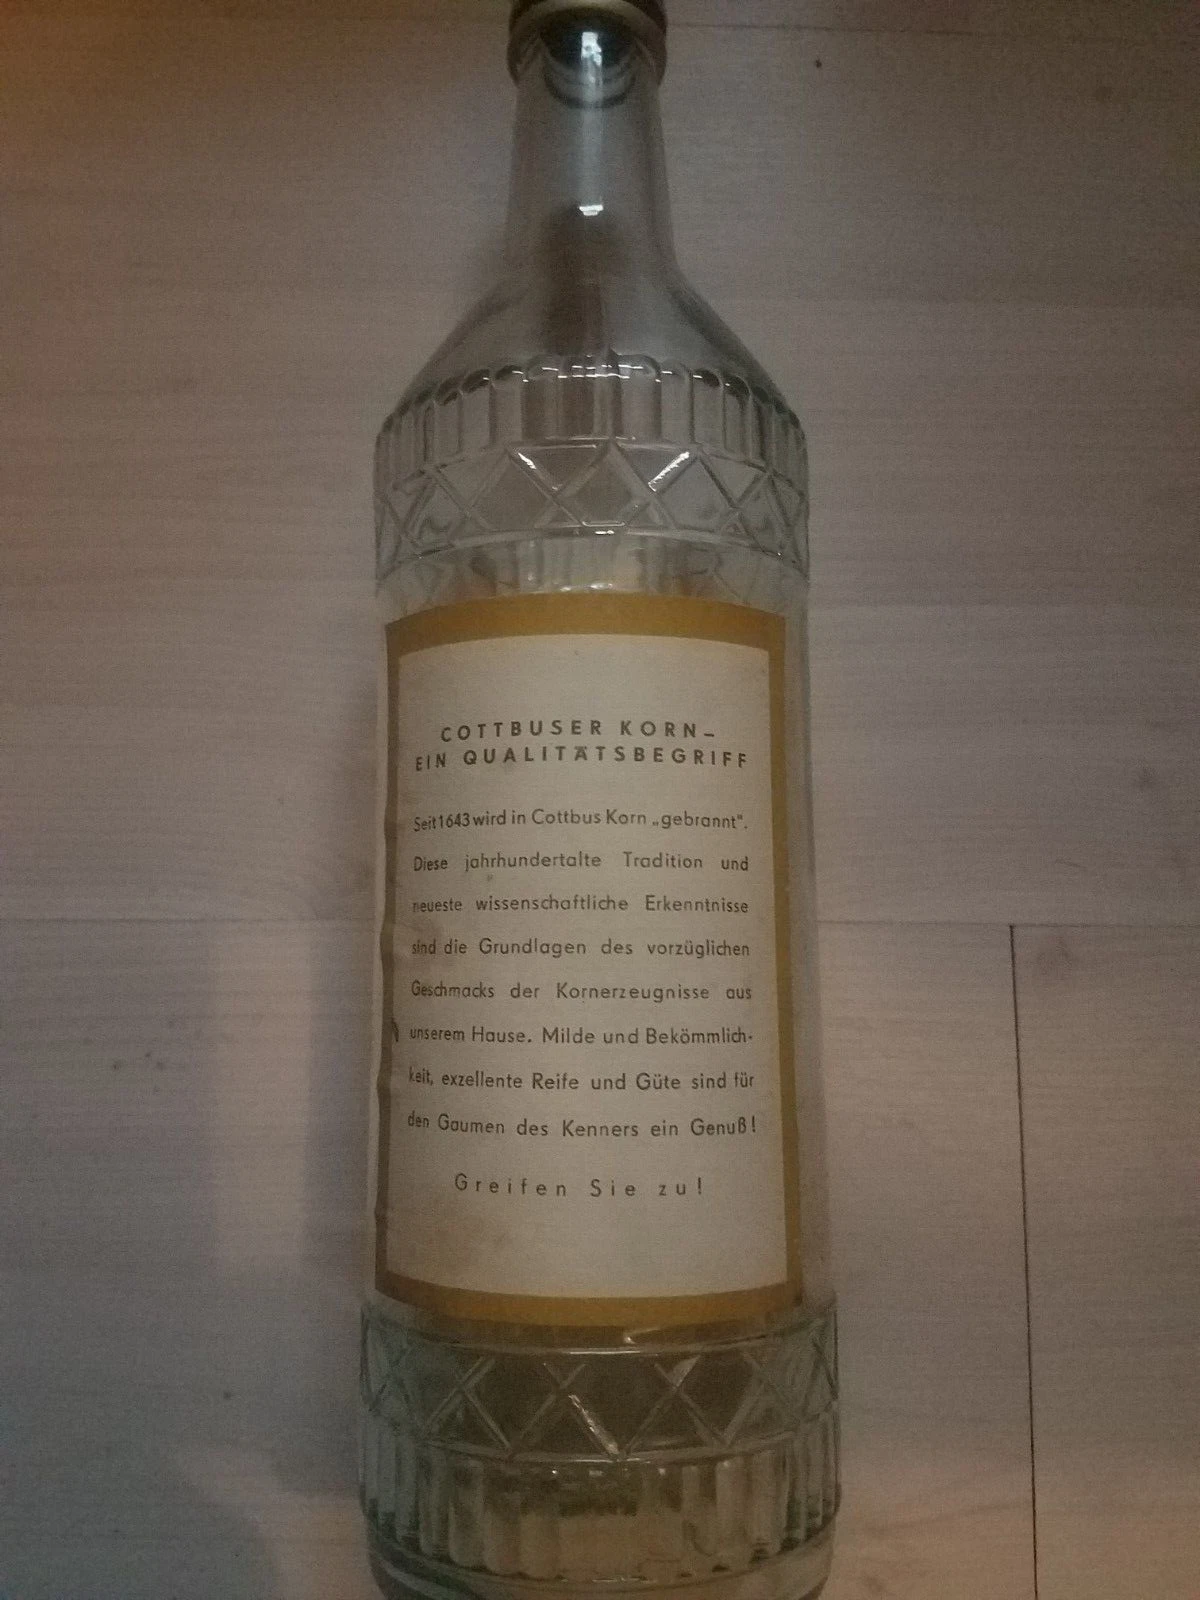 COTTBUSER KORN–
EIN QUALITÄTSBEGRIFF
Seit 1643 wird in Cottbus Korn „gebrannt".
Diese jahrhundertalte Tradition und
neueste wissenschaftliche Erkenntnisse
sind die Grundlagen des vorzüglichen
Geschmacks der Kornerzeugnisse aus
unserem Hause. Milde und Bekömmlich-
keit, exzellente Reife und Güte sind für
den Gaumen des Kenners ein Genuß!
Greifen Sie zu!